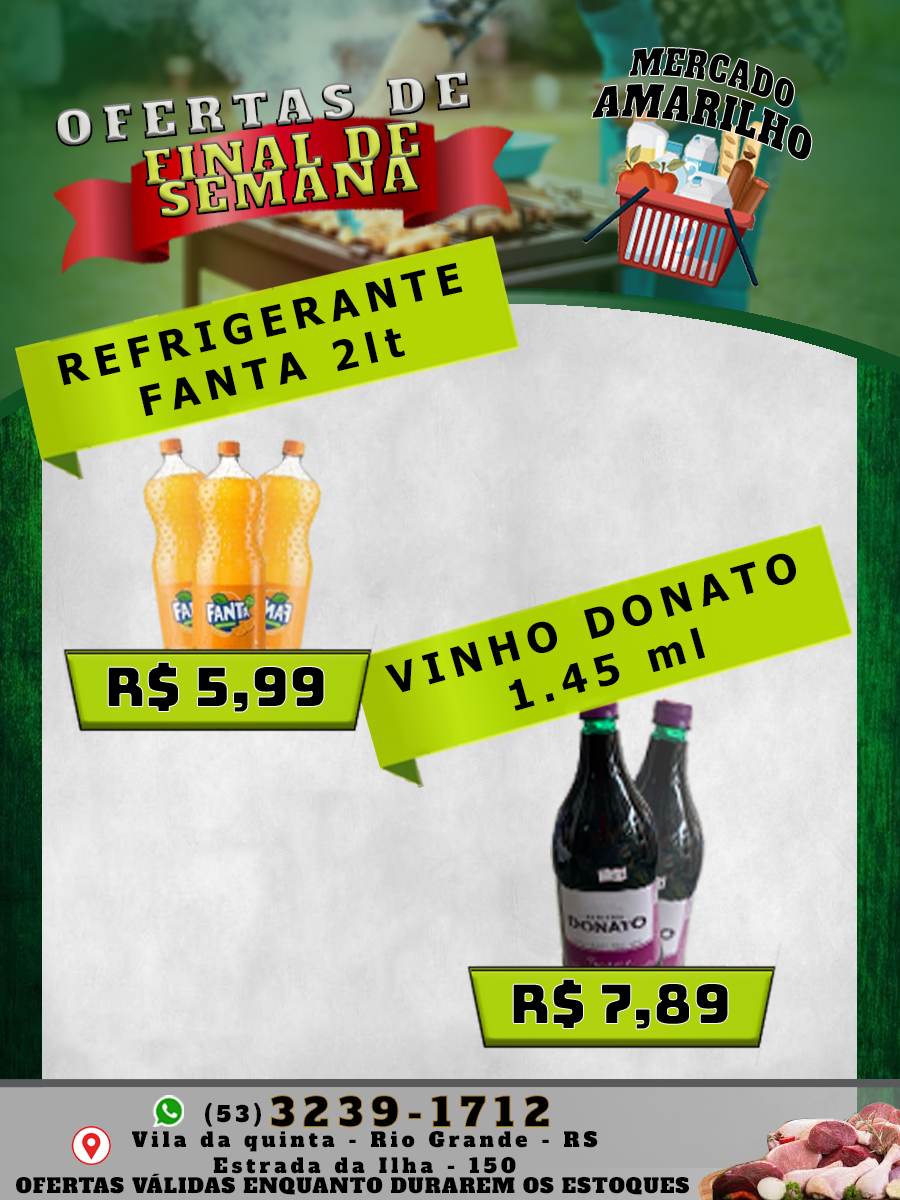 OFERTAS DE
FINAL DE
SEMANA
MERCADO
AMARILHO
REFRIGERANTE
FANTA 2lt
FANTA
R$ 5,99
VINHO DONATO
1.45 ml
DONATO
R$ 7,89
(53) 3239-1712
Vila da quinta - Rio Grande - RS
Estrada da Ilha - 150
OFERTAS VÁLIDAS ENQUANTO DURAREM OS ESTOQUES